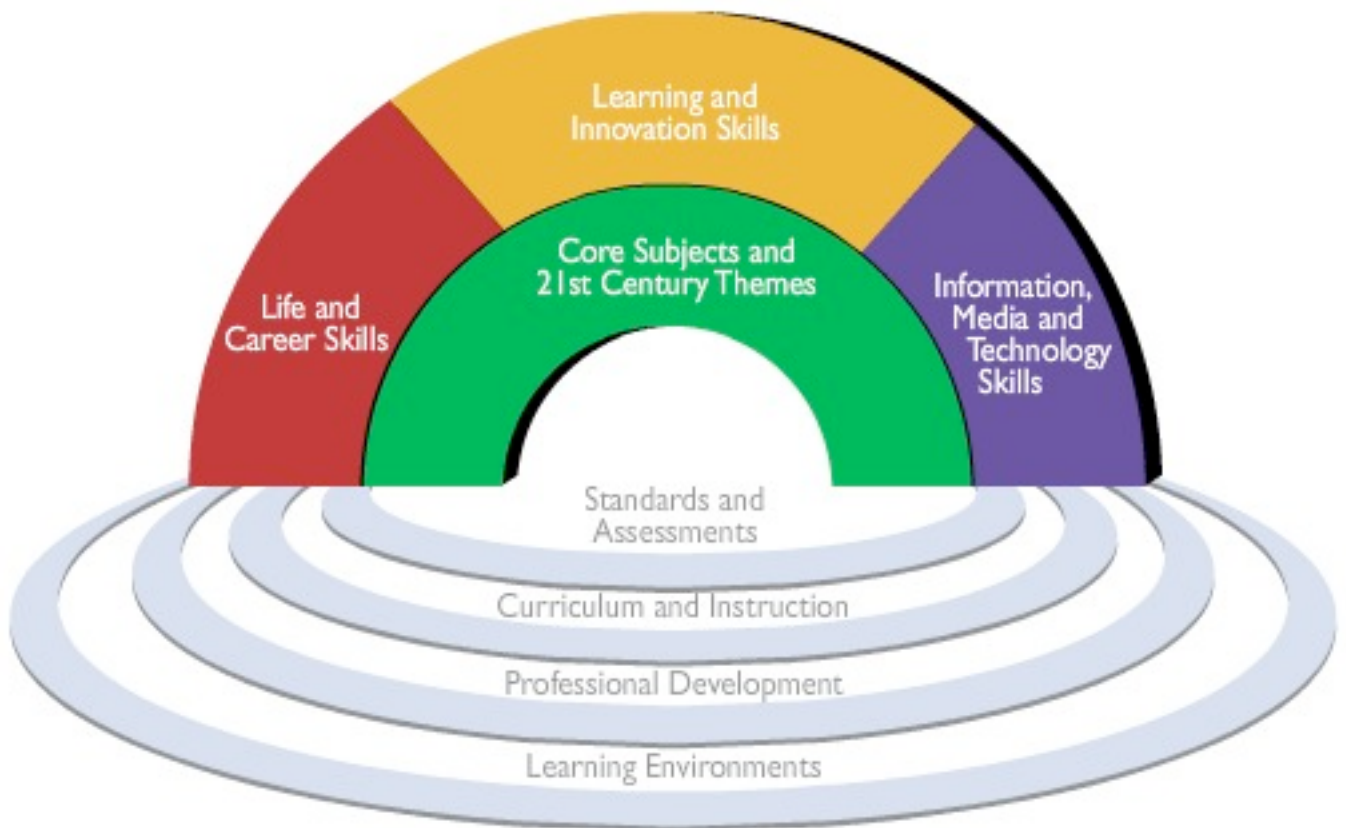 Learning and
Innovation Skills
Core Subjects and
21st Century Themes
Life and
Career Skills
Information,
Media and
Technology
Skills
Standards and
Assessments
Curriculum and Instruction
Professional Development
Learning Environments